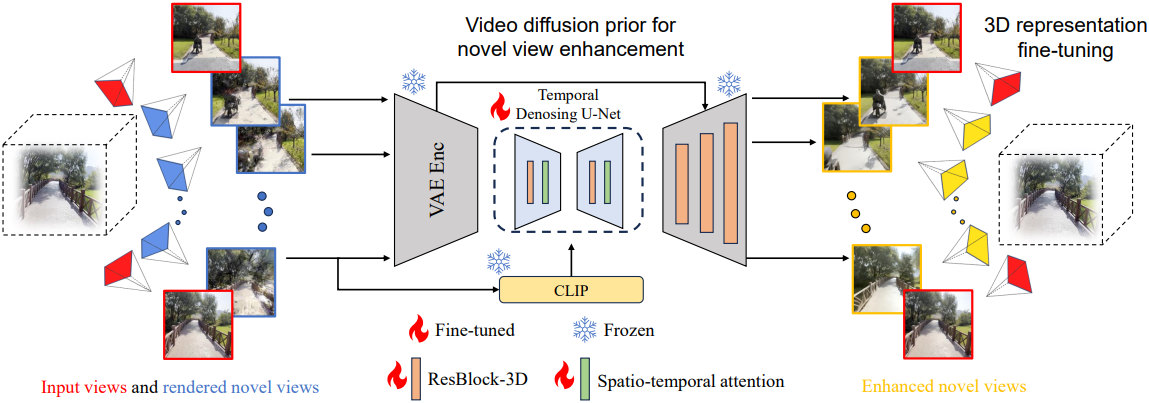 Video diffusion prior for
novel view enhancement
3D representation
fine-tuning
Temporal
Denosing U-Net
VAE Enc
CLIP
Fine-tuned
Frozen
ResBlock-3D
Spatio-temporal attention
Input views and rendered novel views
Enhanced novel views